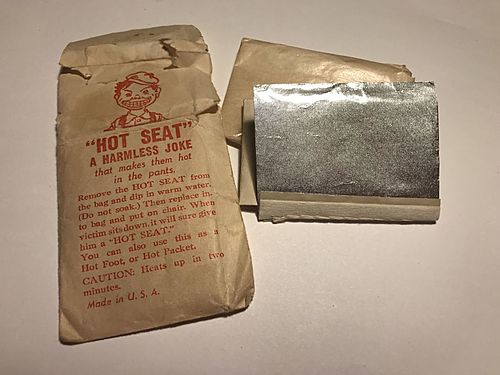 "HOT SEAT"
A HARMLESS JOKE
that makes them hot
in the pants.
Remove the HOT SEAT from
the bag and dip in warm water.
(Do not soak.) Then replace in-
to bag and put on chair. When
victim sits down, it will sure give
him a "HOT SEAT."
You can also use this as a
Hot Foot, or Hot Packet.
CAUTION: Heats up in two
minutes.
Made in U. S. A.